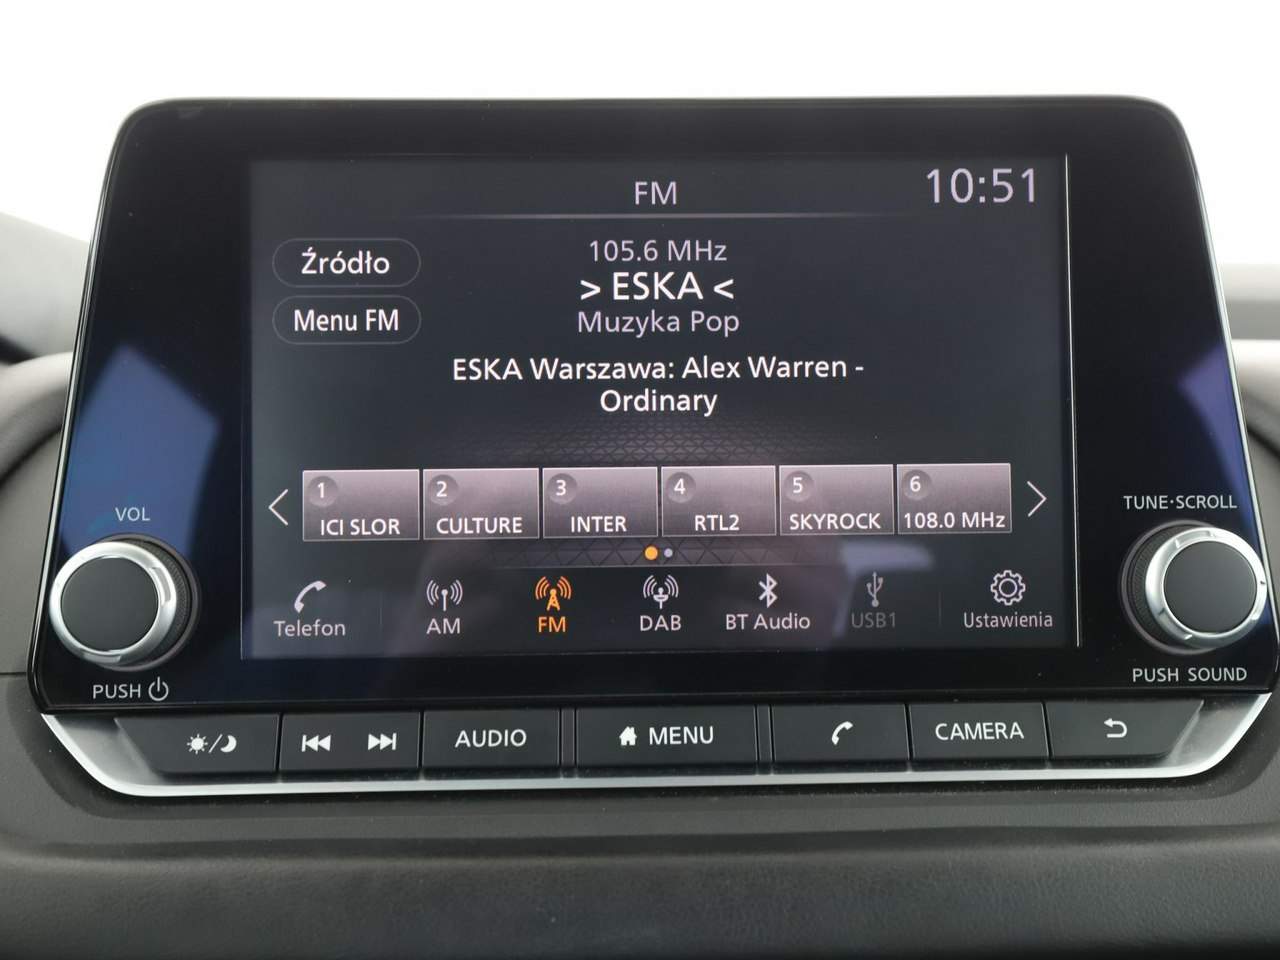 FM
10:51
Źródło
Menu FM
105.6 MHz
> ESKA <
Muzyka Pop
ESKA Warszawa: Alex Warren -
Ordinary
1 ICI SLOR
2 CULTURE
3 INTER
4 RTL2
5 SKYROCK
6 108.0 MHz
Telefon
AM
FM
DAB
BT Audio
USB1
Ustawienia
VOL
PUSH
TUNE·SCROLL
PUSH SOUND
AUDIO
MENU
CAMERA